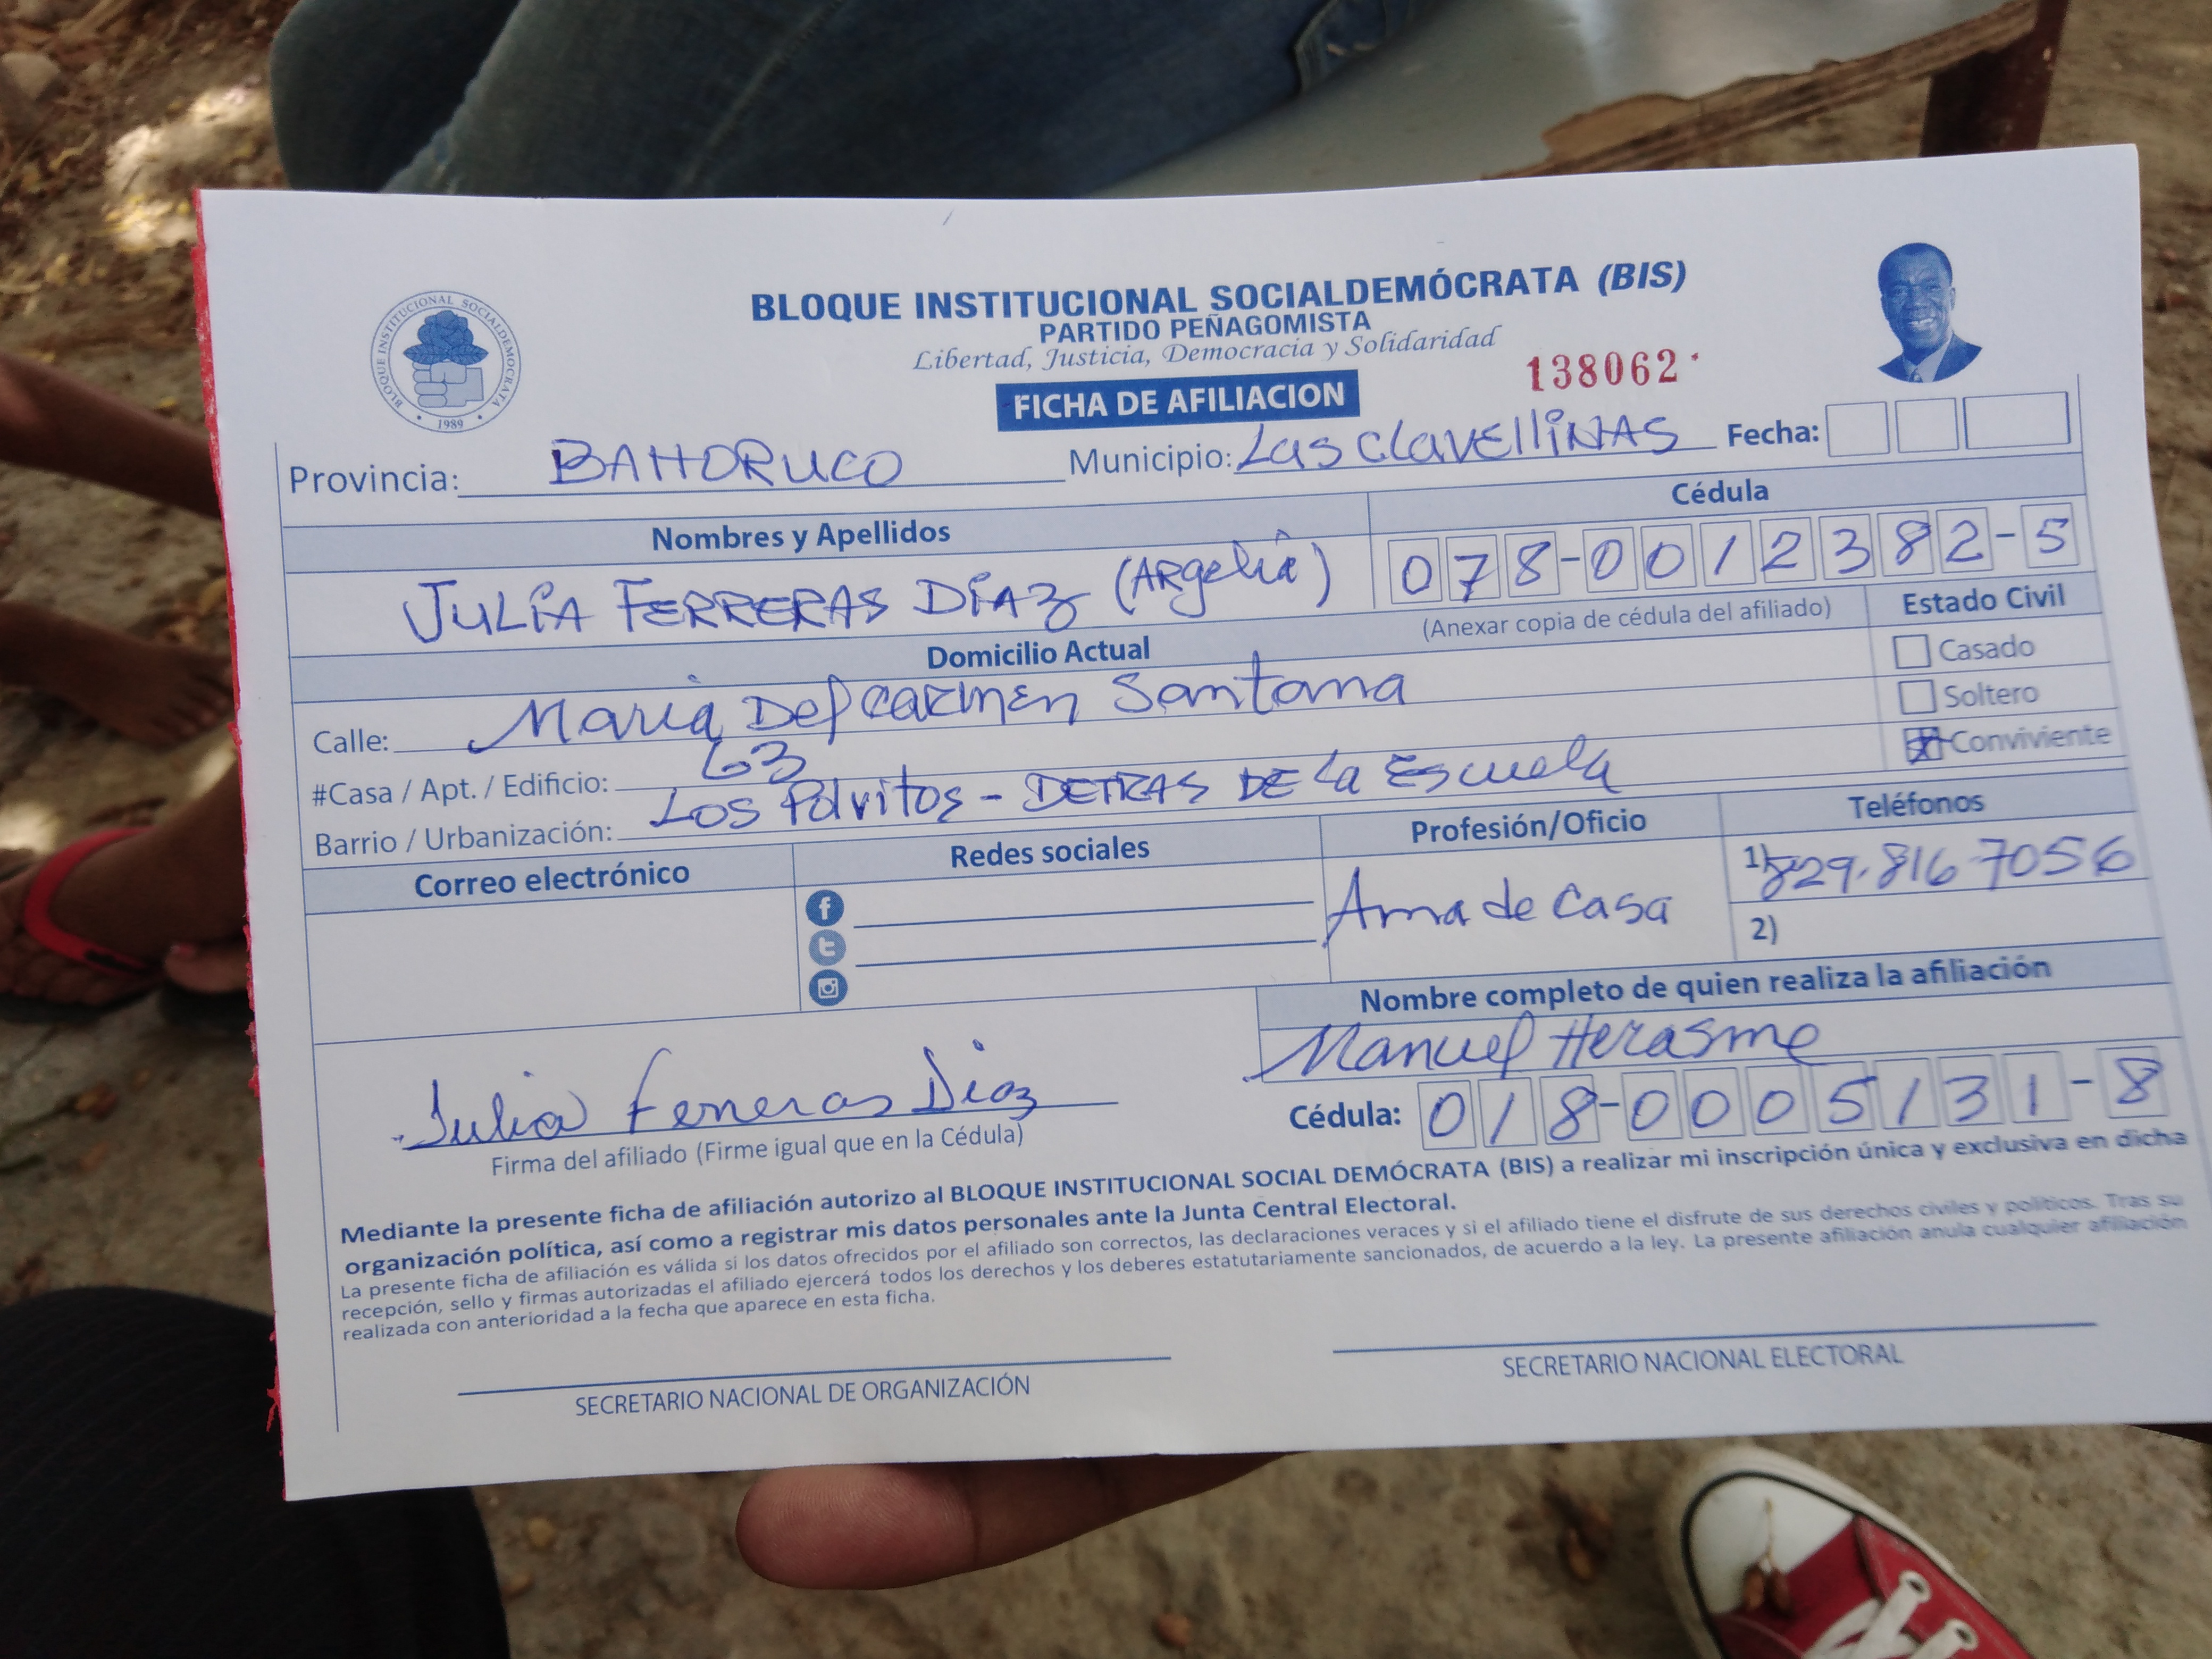 BLOQUE INSTITUCIONAL SOCIALDEMÓCRATA
1989
BLOQUE INSTITUCIONAL SOCIALDEMÓCRATA (BIS)
PARTIDO PEÑAGOMISTA
Libertad, Justicia, Democracia y Solidaridad
138062
FICHA DE AFILIACION
Provincia: BAHORUCO Municipio: Las ClavEllINAS Fecha:
Nombres y Apellidos Cédula
JULIA FERRERAS DÍAZ (ARgelia) 078-0012382-5
(Anexar copia de cédula del afiliado) Estado Civil
Domicilio Actual
Casado
Calle: Maria Del carmen Santana
Soltero
#Casa / Apt. / Edificio: 63
Conviviente
Barrio / Urbanización: Los Polvitos - DETRAS DE la Escuela
Correo electrónico Redes sociales Profesión/Oficio Teléfonos
f
t
Ama de Casa
1) 829.816 7056
2)
Nombre completo de quien realiza la afiliación
Manuel Herasme
Julia Ferreras Diaz
Cédula: 018-0005131-8
Firma del afiliado (Firme igual que en la Cédula)
Mediante la presente ficha de afiliación autorizo al BLOQUE INSTITUCIONAL SOCIAL DEMÓCRATA (BIS) a realizar mi inscripción única y exclusiva en dicha
organización política, así como a registrar mis datos personales ante la Junta Central Electoral.
La presente ficha de afiliación es válida si los datos ofrecidos por el afiliado son correctos, las declaraciones veraces y si el afiliado tiene el disfrute de sus derechos civiles y políticos. Tras su
recepción, sello y firmas autorizadas el afiliado ejercerá todos los derechos y los deberes estatutariamente sancionados, de acuerdo a la ley. La presente afiliación anula cualquier afiliación
realizada con anterioridad a la fecha que aparece en esta ficha.
SECRETARIO NACIONAL DE ORGANIZACIÓN
SECRETARIO NACIONAL ELECTORAL